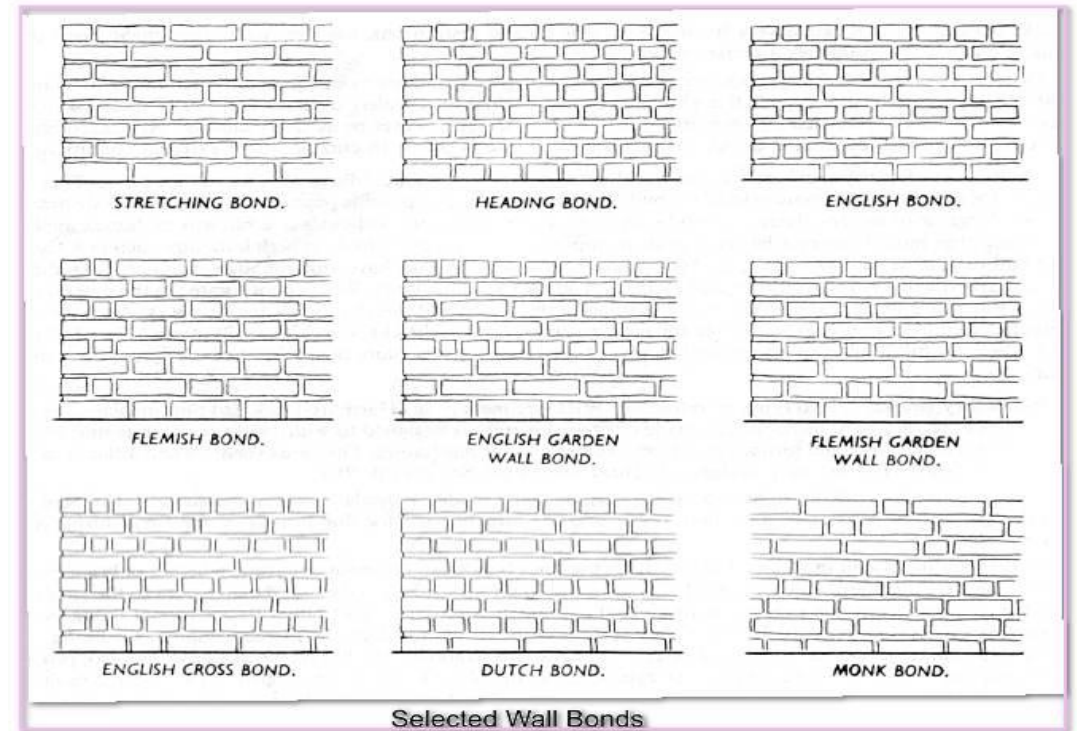 STRETCHING BOND.
HEADING BOND.
ENGLISH BOND.
FLEMISH BOND.
ENGLISH GARDEN
WALL BOND.
FLEMISH GARDEN
WALL BOND.
ENGLISH CROSS BOND.
DUTCH BOND.
MONK BOND.
Selected Wall Bonds